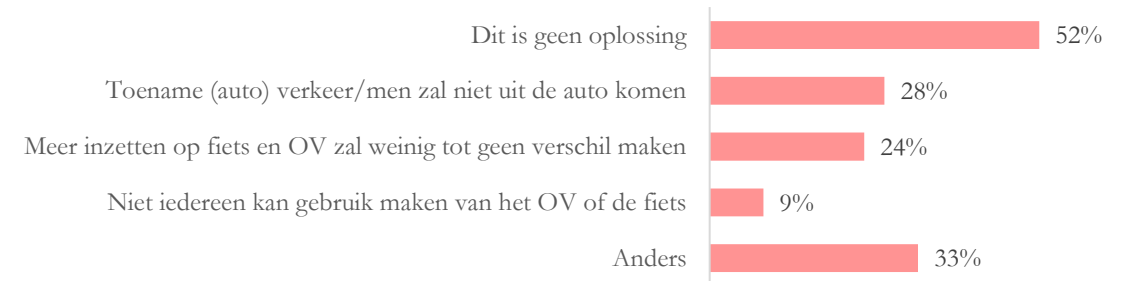 Dit is geen oplossing 52%
Toename (auto) verkeer/men zal niet uit de auto komen 28%
Meer inzetten op fiets en OV zal weinig tot geen verschil maken 24%
Niet iedereen kan gebruik maken van het OV of de fiets 9%
Anders 33%